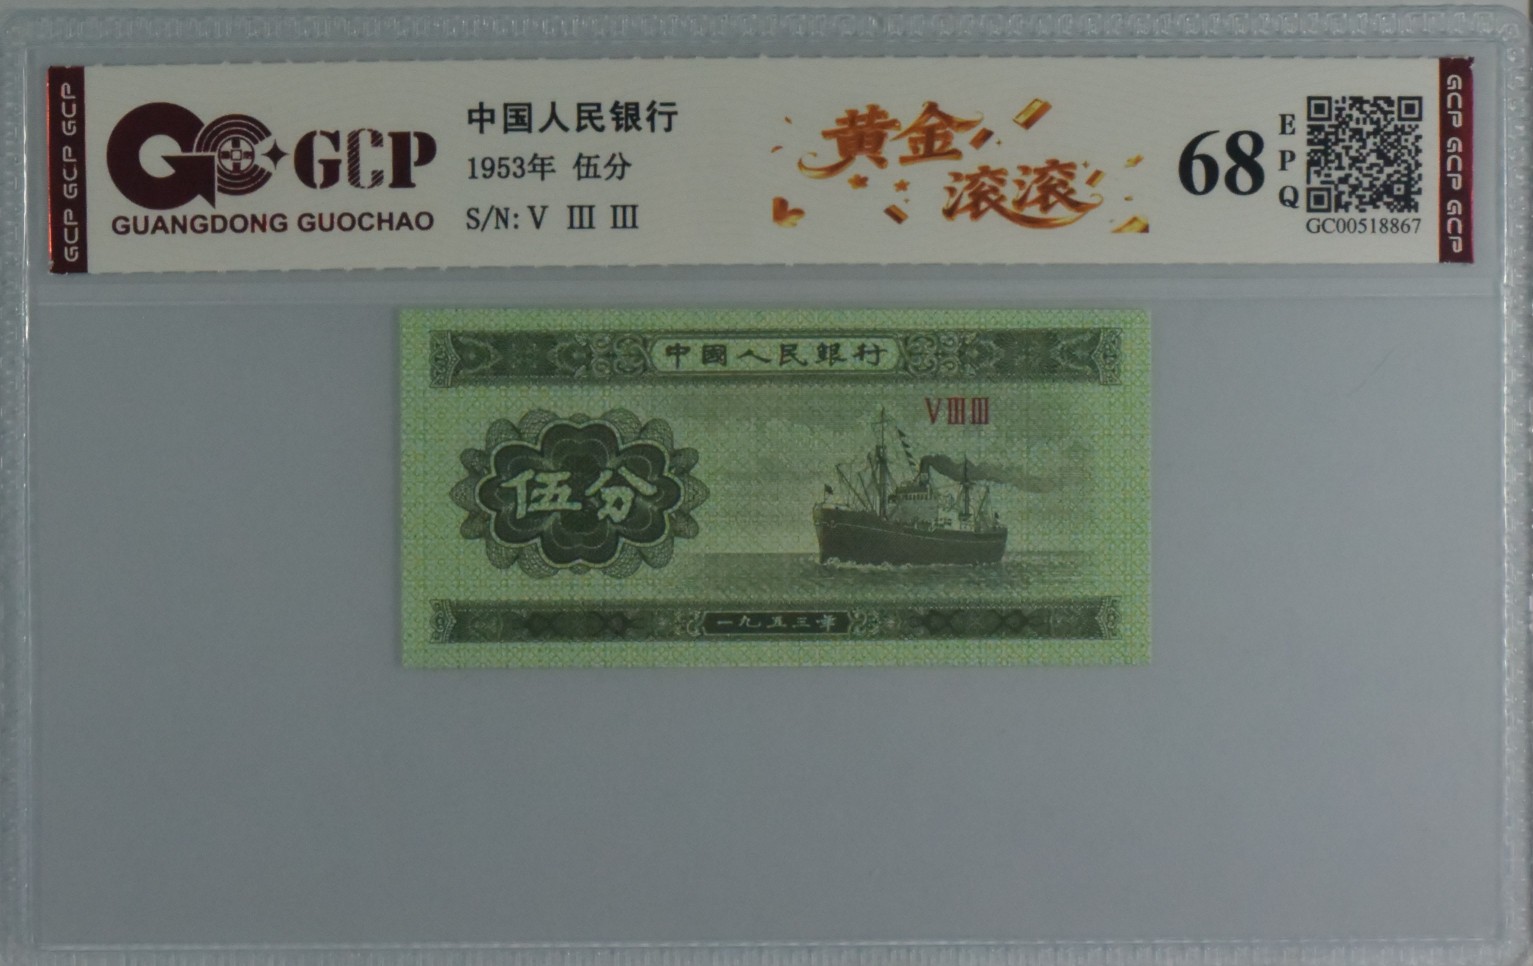 GCP GCP GCP
GCP
GUANGDONG GUOCHAO
中国人民银行
1953年 伍分
S/N: V III III
黄金
滚滚
68
E
P
Q
GC00518867
GCP GCP GCP
中國人民銀行
VIIIIII
伍分
一九五三年